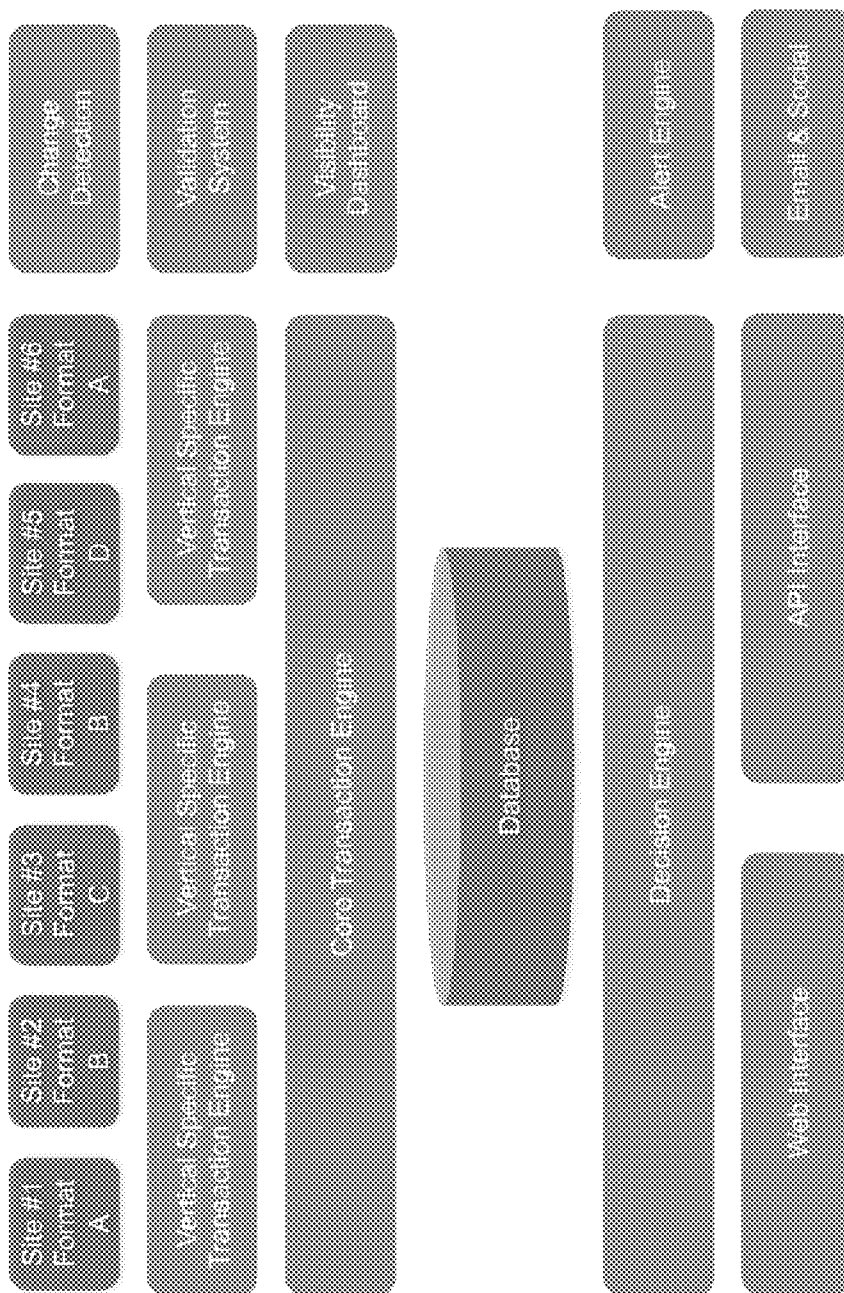 Site #1
Format
A
Site #2
Format
B
Site #3
Format
C
Site #4
Format
B
Site #5
Format
D
Site #6
Format
A
Change
Detection
Vertical Specific
Transaction Engine
Vertical Specific
Transaction Engine
Vertical Specific
Transaction Engine
Validation
System
Core Transaction Engine
Visibility
Dashboard
Database
Decision Engine
Alert Engine
Web Interface
API Interface
Email & Social